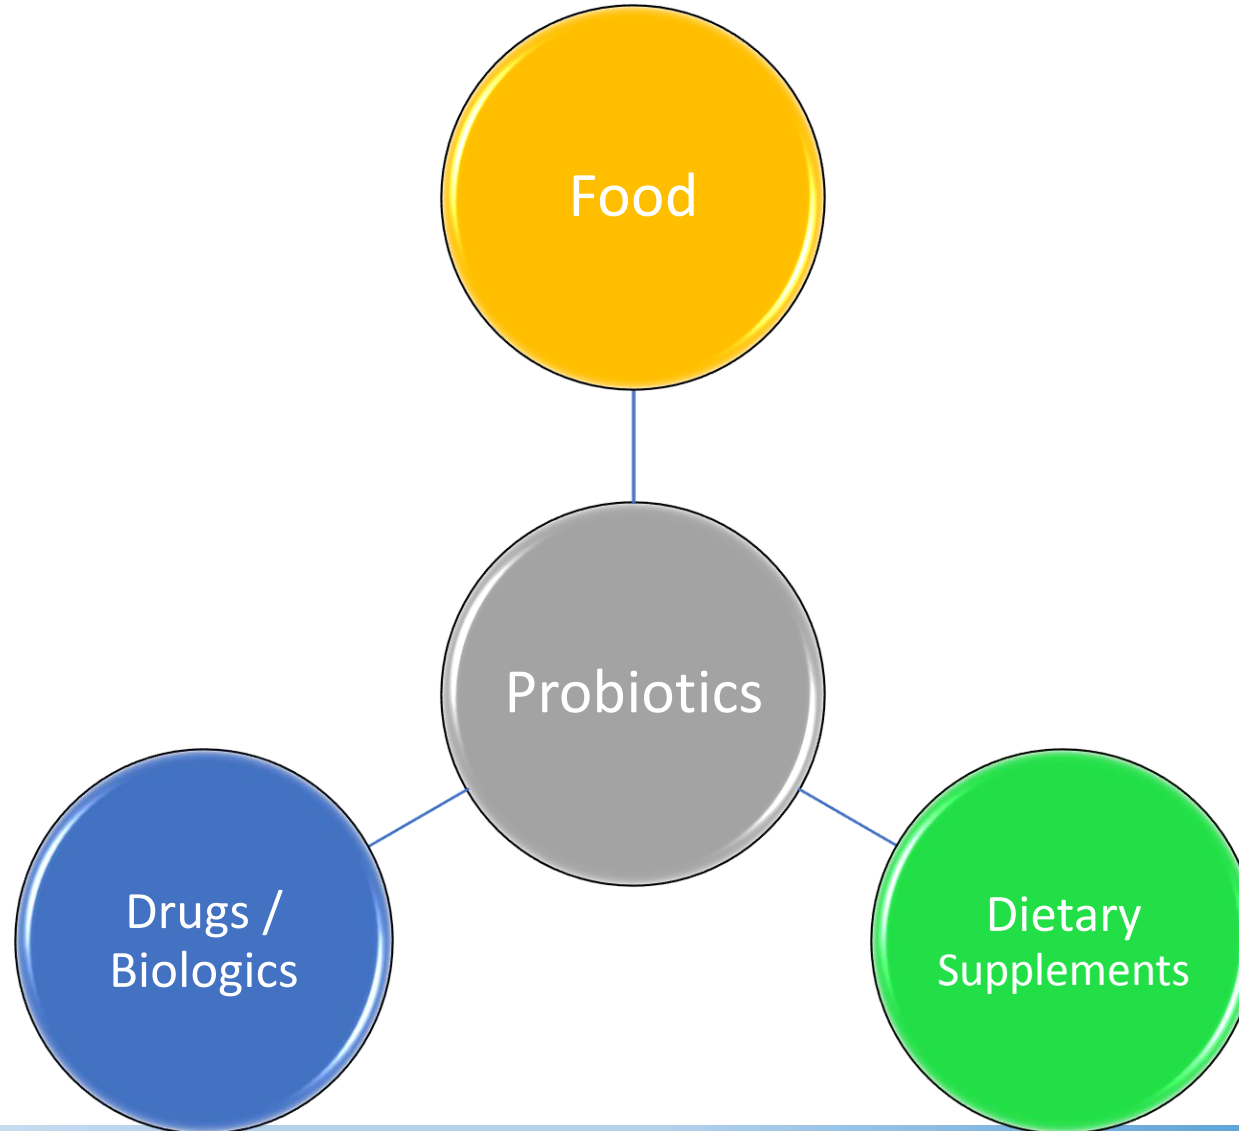 Food
Probiotics
Drugs /
Biologics
Dietary
Supplements